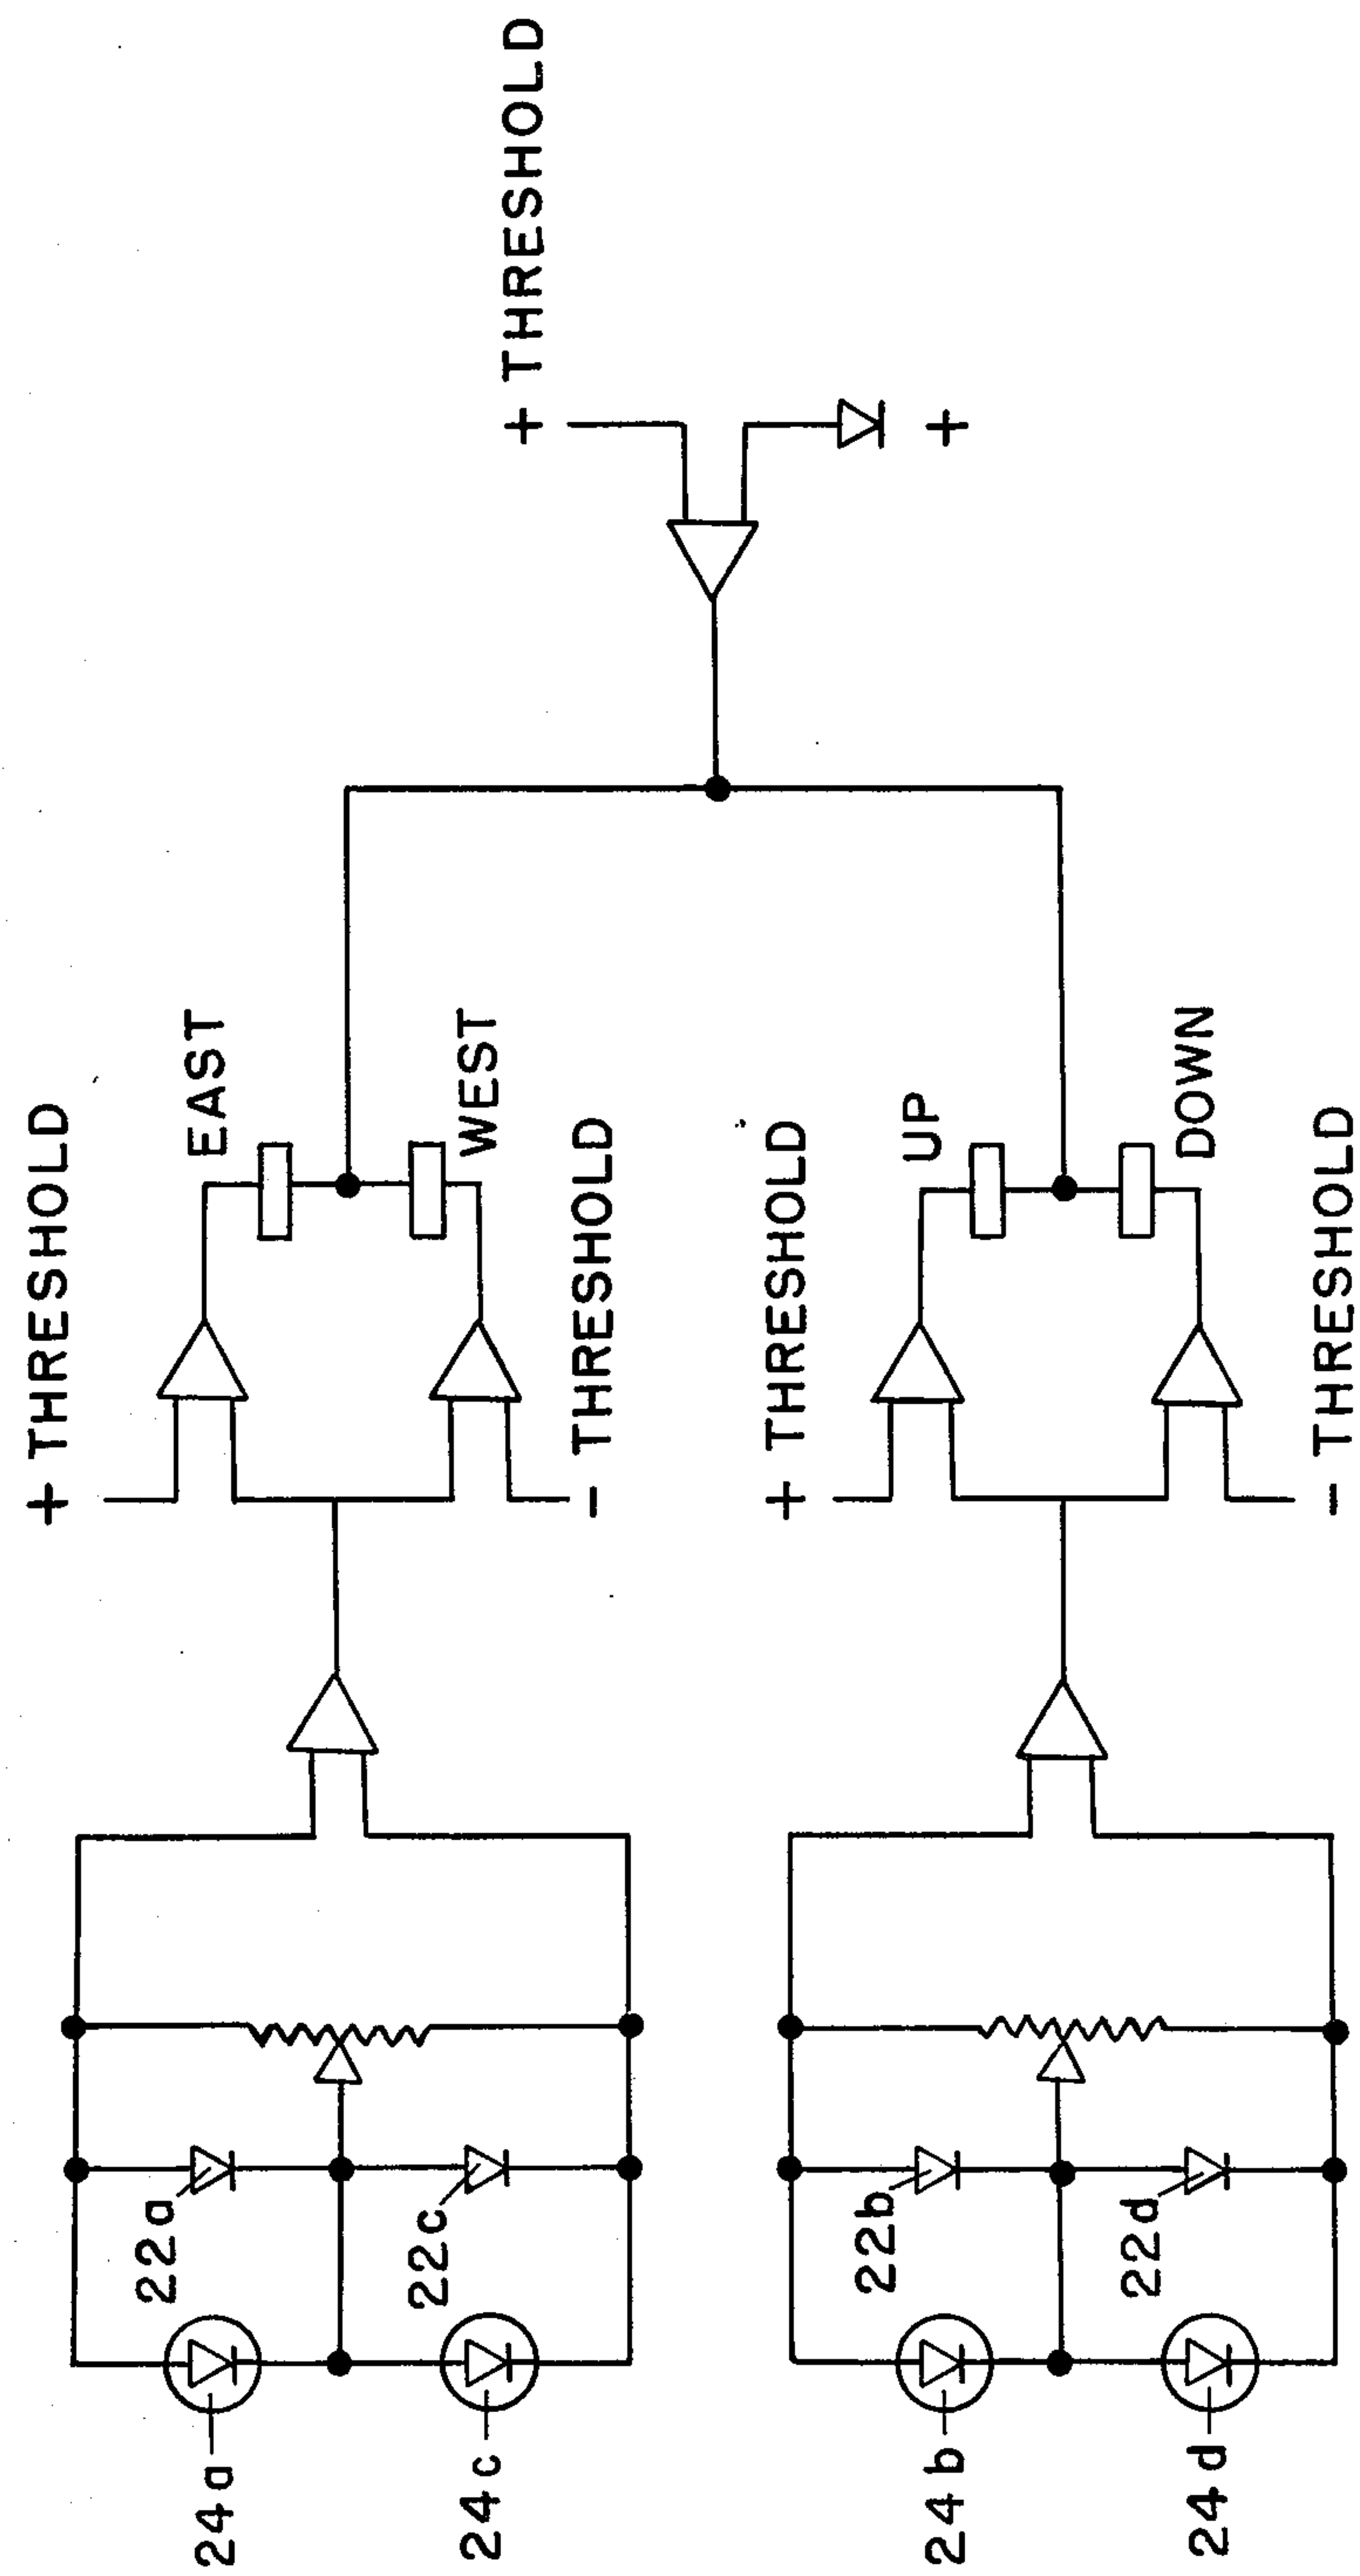 + THRESHOLD
EAST
WEST
- THRESHOLD
+ THRESHOLD
UP
DOWN
- THRESHOLD
+ THRESHOLD
+
22a
22c
22b
22d
24a
24c
24b
24d